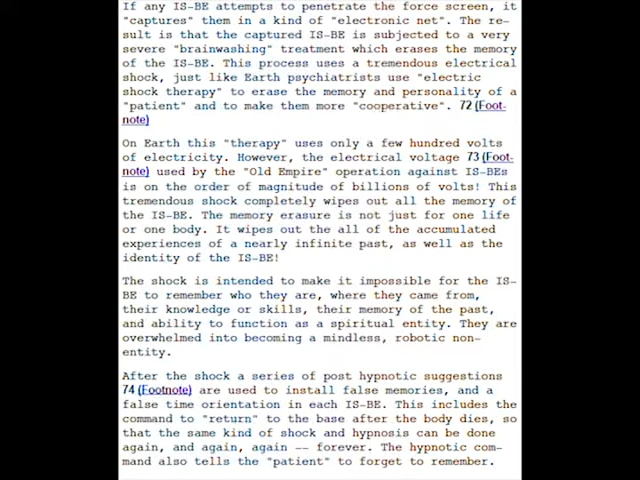 If any IS-BE attempts to penetrate the force screen, it
"captures" them in a kind of "electronic net". The re-
sult is that the captured IS-BE is subjected to a very
severe "brainwashing" treatment which erases the memory
of the IS-BE. This process uses a tremendous electrical
shock, just like Earth psychiatrists use "electric
shock therapy" to erase the memory and personality of a
"patient" and to make them more "cooperative". 72 (Foot-
note)
On Earth this "therapy" uses only a few hundred volts
of electricity. However, the electrical voltage 73 (Foot-
note) used by the "Old Empire" operation against IS-BEs
is on the order of magnitude of billions of volts! This
tremendous shock completely wipes out all the memory of
the IS-BE. The memory erasure is not just for one life
or one body. It wipes out the all of the accumulated
experiences of a nearly infinite past, as well as the
identity of the IS-BE!
The shock is intended to make it impossible for the IS-
BE to remember who they are, where they came from,
their knowledge or skills, their memory of the past,
and ability to function as a spiritual entity. They are
overwhelmed into becoming a mindless, robotic non-
entity.
After the shock a series of post hypnotic suggestions
74 (Footnote) are used to install false memories, and a
false time orientation in each IS-BE. This includes the
command to "return" to the base after the body dies, so
that the same kind of shock and hypnosis can be done
again, and again, again -- forever. The hypnotic com-
mand also tells the "patient" to forget to remember.